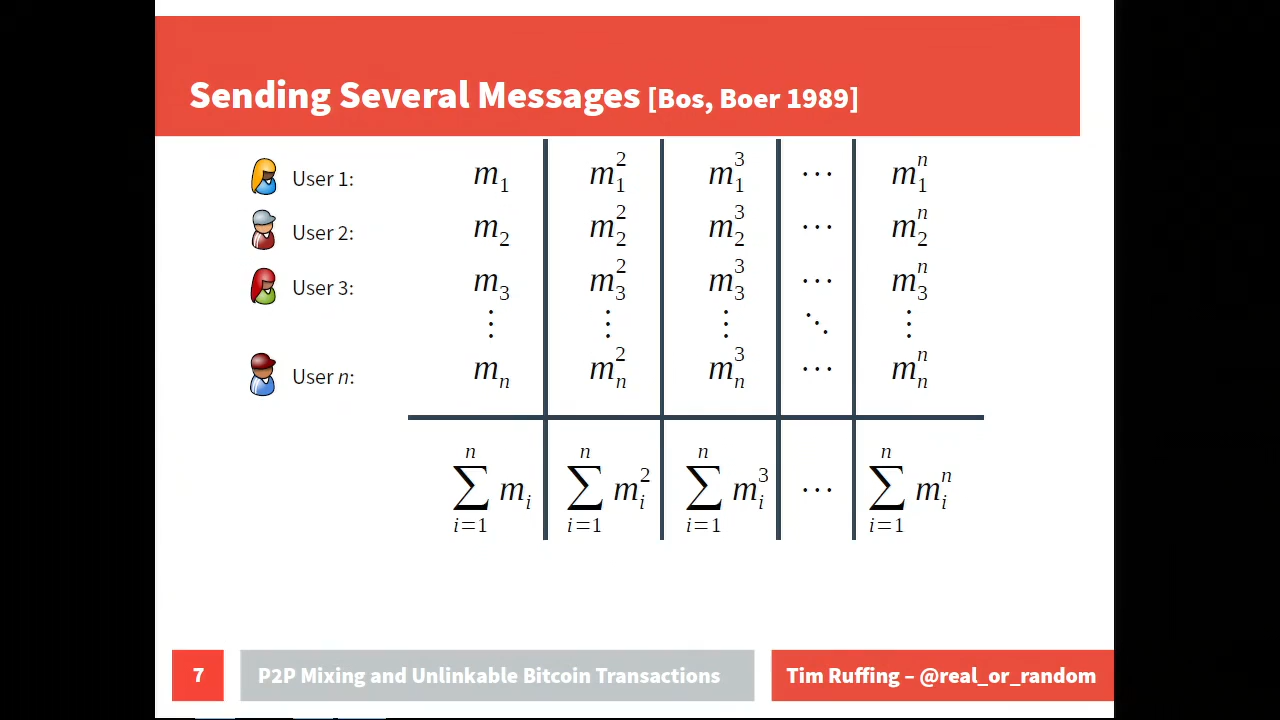 Sending Several Messages [Bos, Boer 1989]
User 1: m_1 m_1^2 m_1^3 ⋯ m_1^n
User 2: m_2 m_2^2 m_2^3 ⋯ m_2^n
User 3: m_3 m_3^2 m_3^3 ⋯ m_3^n
⋮ ⋮ ⋮ ⋱ ⋮
User n: m_n m_n^2 m_n^3 ⋯ m_n^n
∑_{i=1}^n m_i ∑_{i=1}^n m_i^2 ∑_{i=1}^n m_i^3 ⋯ ∑_{i=1}^n m_i^n
7 P2P Mixing and Unlinkable Bitcoin Transactions Tim Ruffing – @real_or_random